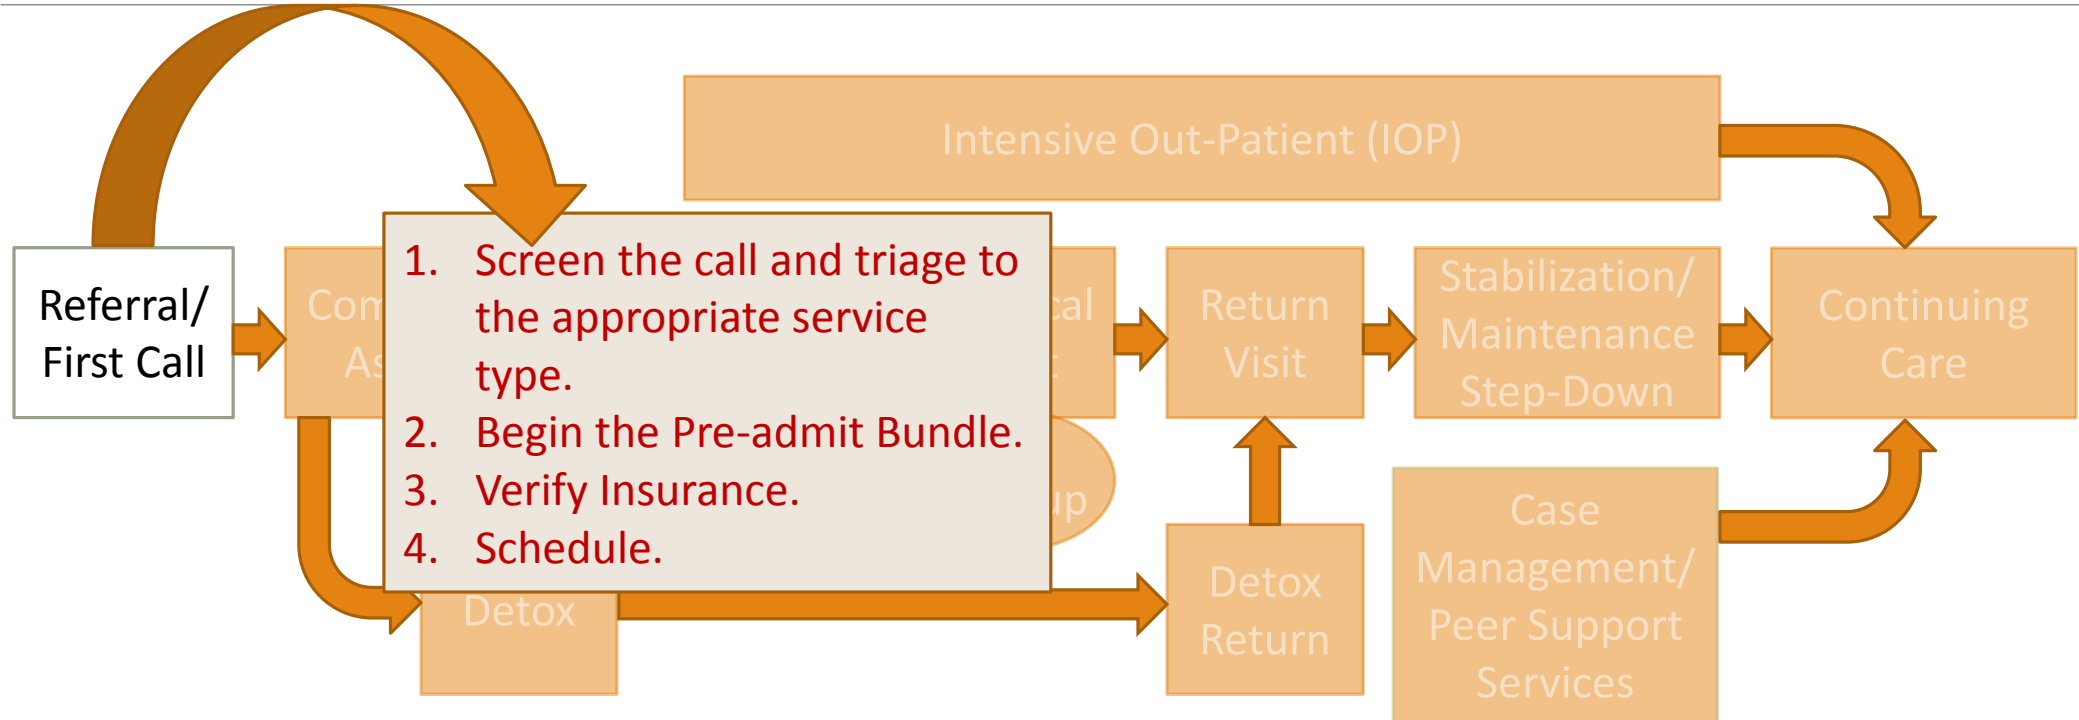 Intensive Out-Patient (IOP)
Referral/
First Call
1. Screen the call and triage to
the appropriate service
type.
2. Begin the Pre-admit Bundle.
3. Verify Insurance.
4. Schedule.
Return
Visit
Stabilization/
Maintenance
Step-Down
Continuing
Care
Detox
Detox
Return
Case
Management/
Peer Support
Services